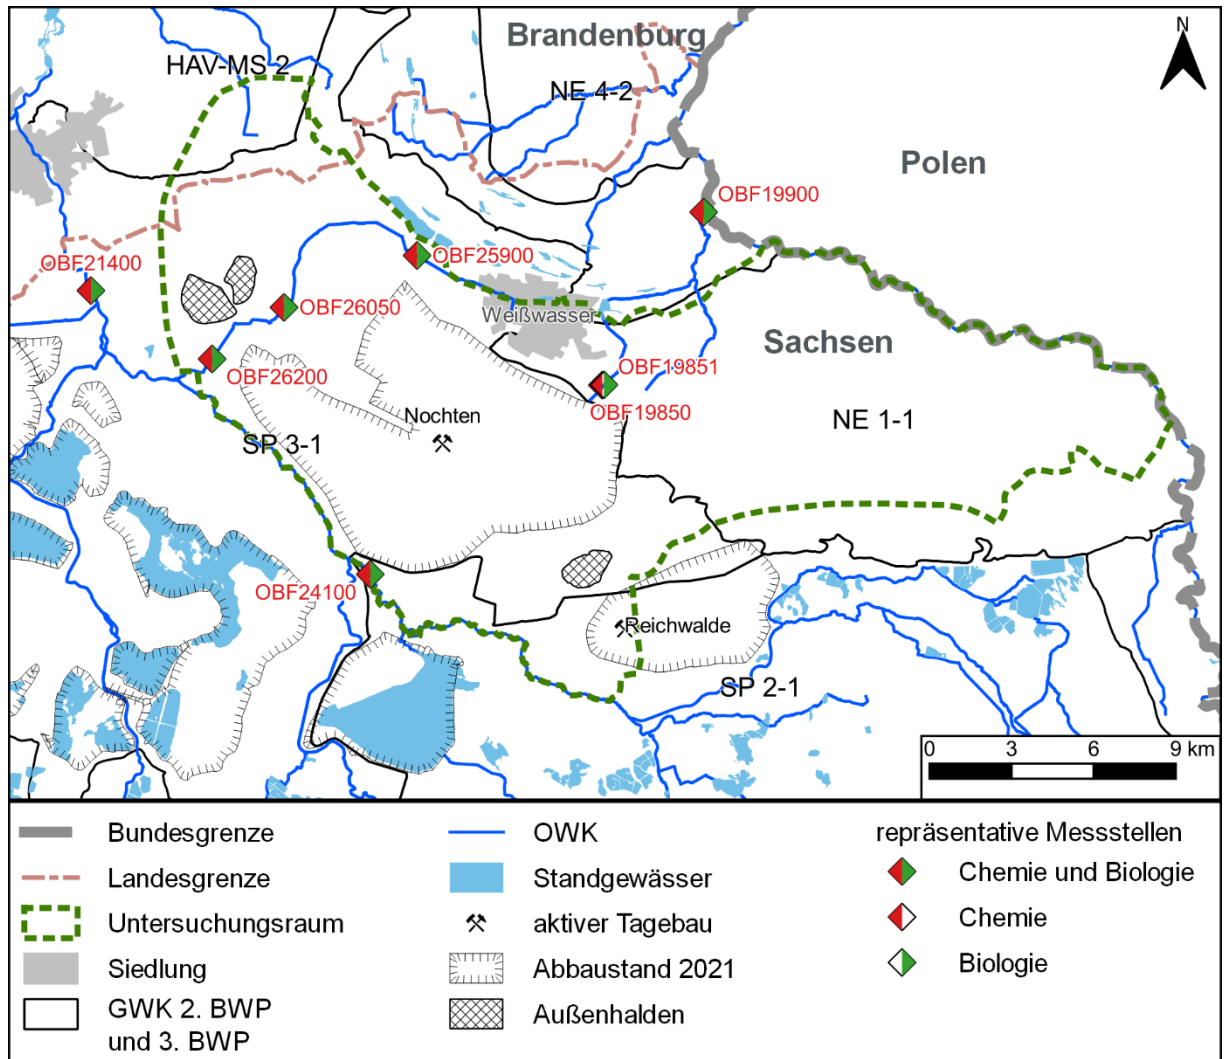 Brandenburg
N
HAV-MS 2
NE 4-2
Polen
OBF19900
OBF21400
OBF25900
OBF26050
Weißwasser
Sachsen
OBF26200
OBF19851
OBF19850
Nochten
NE 1-1
SP 3-1
OBF24100
Reichwalde
SP 2-1
0 3 6 9 km
Bundesgrenze
Landesgrenze
Untersuchungsraum
Siedlung
GWK 2. BWP
und 3. BWP
OWK
Standgewässer
aktiver Tagebau
Abbaustand 2021
Außenhalden
repräsentative Messstellen
Chemie und Biologie
Chemie
Biologie